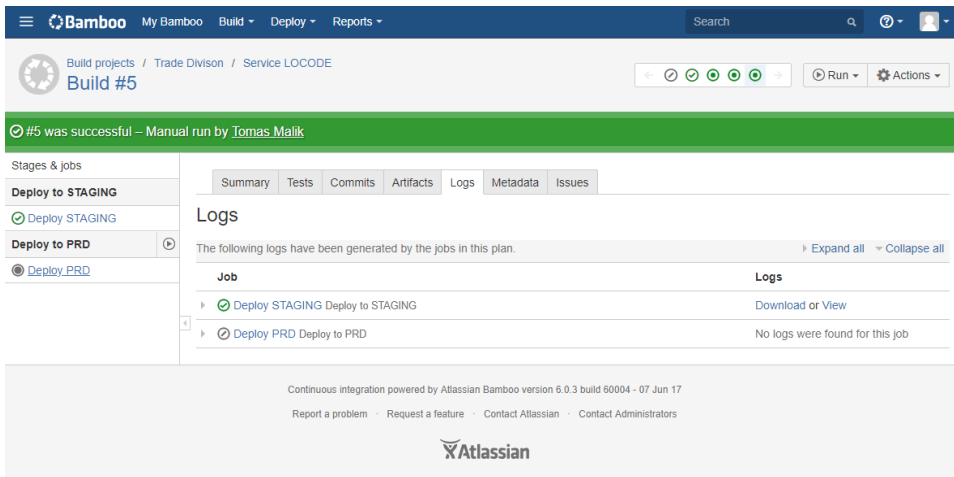 Bamboo My Bamboo Build Deploy Reports Search
Build projects / Trade Divison / Service LOCODE
Build #5
Run Actions
#5 was successful – Manual run by Tomas Malik
Stages & jobs
Deploy to STAGING
Deploy STAGING
Deploy to PRD
Deploy PRD
Summary Tests Commits Artifacts Logs Metadata Issues
Logs
The following logs have been generated by the jobs in this plan. Expand all Collapse all
Job Logs
Deploy STAGING Deploy to STAGING Download or View
Deploy PRD Deploy to PRD No logs were found for this job
Continuous integration powered by Atlassian Bamboo version 6.0.3 build 60004 - 07 Jun 17
Report a problem · Request a feature · Contact Atlassian · Contact Administrators
Atlassian